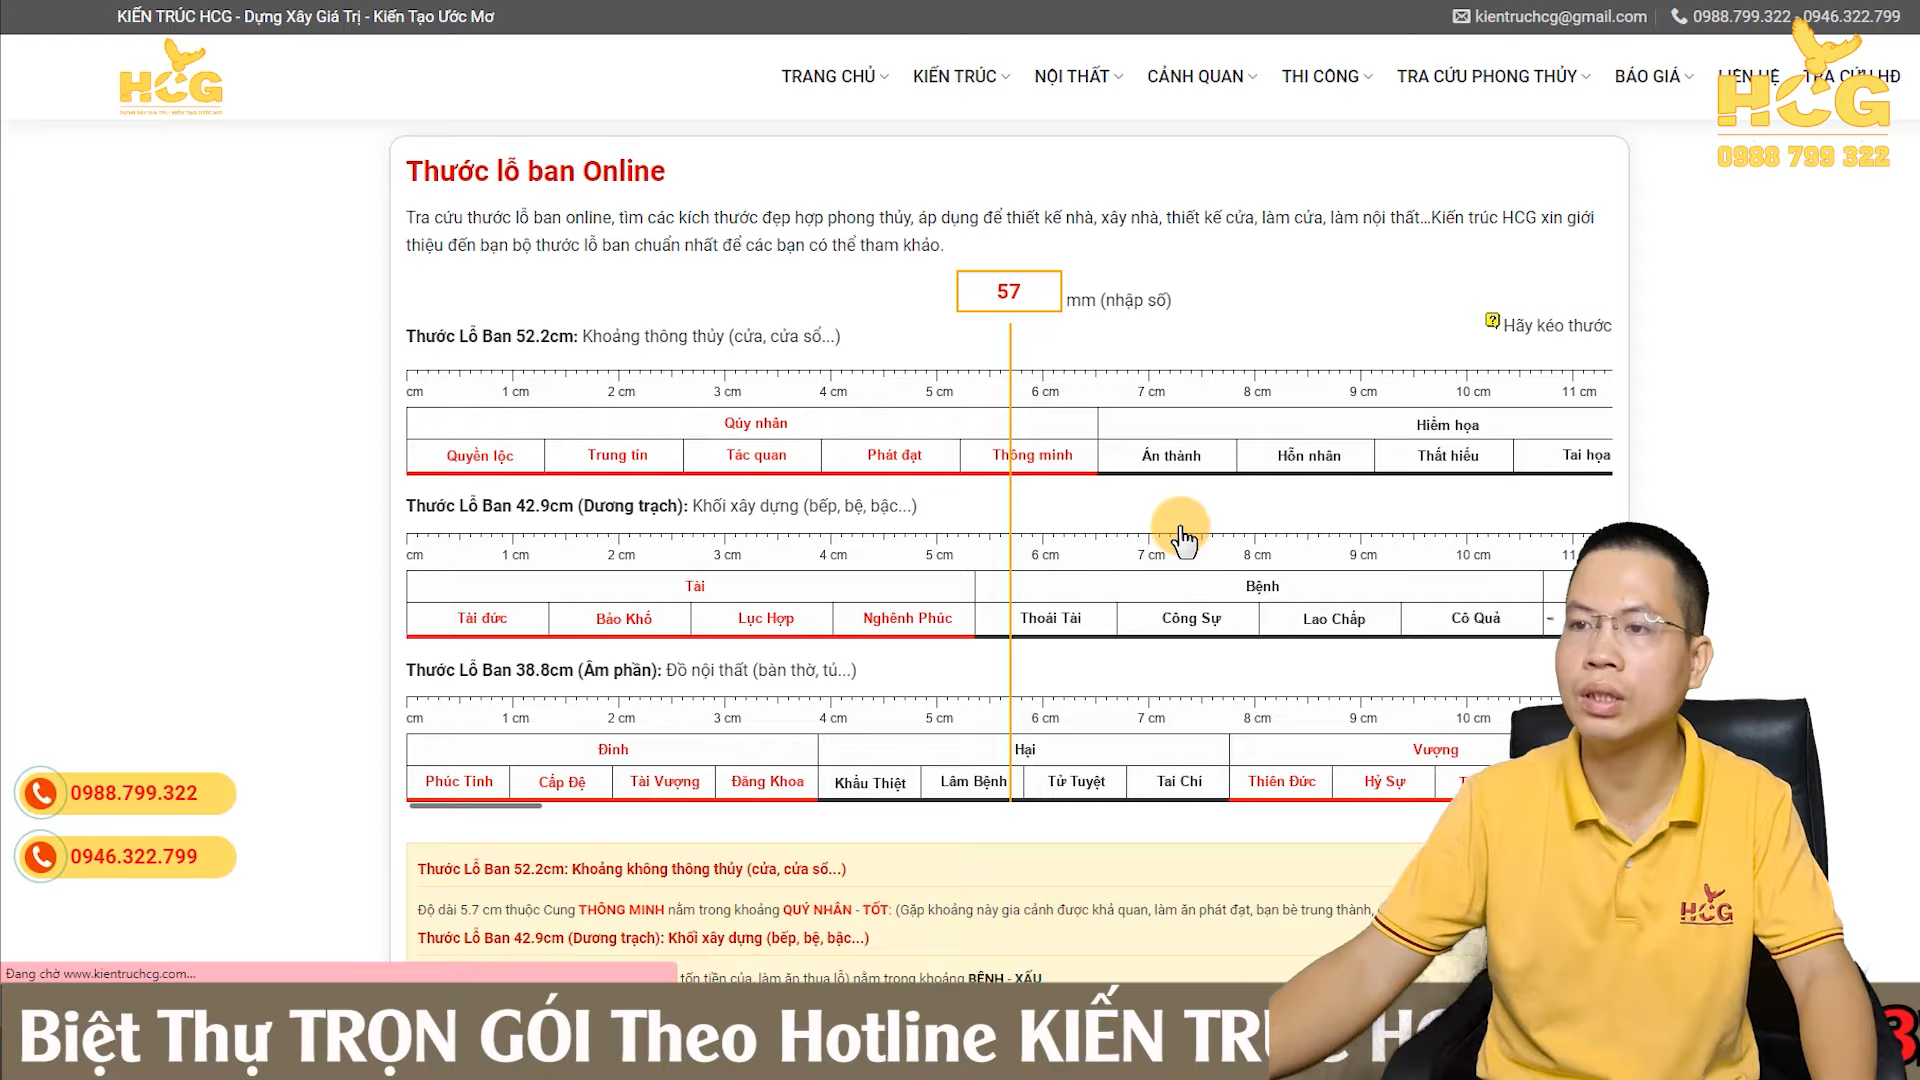 KIẾN TRÚC HCG - Dựng Xây Giá Trị - Kiến Tạo Ước Mơ
kientruchcg@gmail.com
0988.799.322 - 0946.322.799
HCG
DỰNG XÂY GIÁ TRỊ - KIẾN TẠO ƯỚC MƠ
TRANG CHỦ KIẾN TRÚC NỘI THẤT CẢNH QUAN THI CÔNG TRA CỨU PHONG THỦY BÁO GIÁ LIÊN HỆ TRA CỨU HĐ
HCG
0988 799 322
Thước lỗ ban Online
Tra cứu thước lỗ ban online, tìm các kích thước đẹp hợp phong thủy, áp dụng để thiết kế nhà, xây nhà, thiết kế cửa, làm cửa, làm nội thất...Kiến trúc HCG xin giới
thiệu đến bạn bộ thước lỗ ban chuẩn nhất để các bạn có thể tham khảo.
57 mm (nhập số)
Hãy kéo thước
Thước Lỗ Ban 52.2cm: Khoảng thông thủy (cửa, cửa sổ...)
cm 1 cm 2 cm 3 cm 4 cm 5 cm 6 cm 7 cm 8 cm 9 cm 10 cm 11 cm
Qúy nhân Hiểm họa
Quyền lộc Trung tín Tác quan Phát đạt Thông minh Án thành Hỗn nhân Thất hiếu Tai họa
Thước Lỗ Ban 42.9cm (Dương trạch): Khối xây dựng (bếp, bệ, bậc...)
cm 1 cm 2 cm 3 cm 4 cm 5 cm 6 cm 7 cm 8 cm 9 cm 10 cm
Tài Bệnh
Tài đức Bảo Khố Lục Hợp Nghênh Phúc Thoái Tài Công Sự Lao Chấp Cô Quả
Thước Lỗ Ban 38.8cm (Âm phần): Đồ nội thất (bàn thờ, tủ...)
cm 1 cm 2 cm 3 cm 4 cm 5 cm 6 cm 7 cm 8 cm 9 cm 10 cm
Đinh Hại Vượng
Phúc Tinh Cấp Đệ Tài Vượng Đăng Khoa Khẩu Thiệt Lâm Bệnh Tử Tuyệt Tai Chí Thiên Đức Hỷ Sự
0988.799.322
0946.322.799
Thước Lỗ Ban 52.2cm: Khoảng không thông thủy (cửa, cửa sổ...)
Độ dài 5.7 cm thuộc Cung THÔNG MINH nằm trong khoảng QUÝ NHÂN - TỐT: (Gặp khoảng này gia cảnh được khả quan, làm ăn phát đạt, bạn bè trung thành,
Thước Lỗ Ban 42.9cm (Dương trạch): Khối xây dựng (bếp, bệ, bậc...)
Đang chờ www.kientruchcg.com...
tốn tiền của, làm ăn thua lỗ) nằm trong khoảng BỆNH - XẤU
HCG
Biệt Thự TRỌN GÓI Theo Hotline KIẾN TRÚC